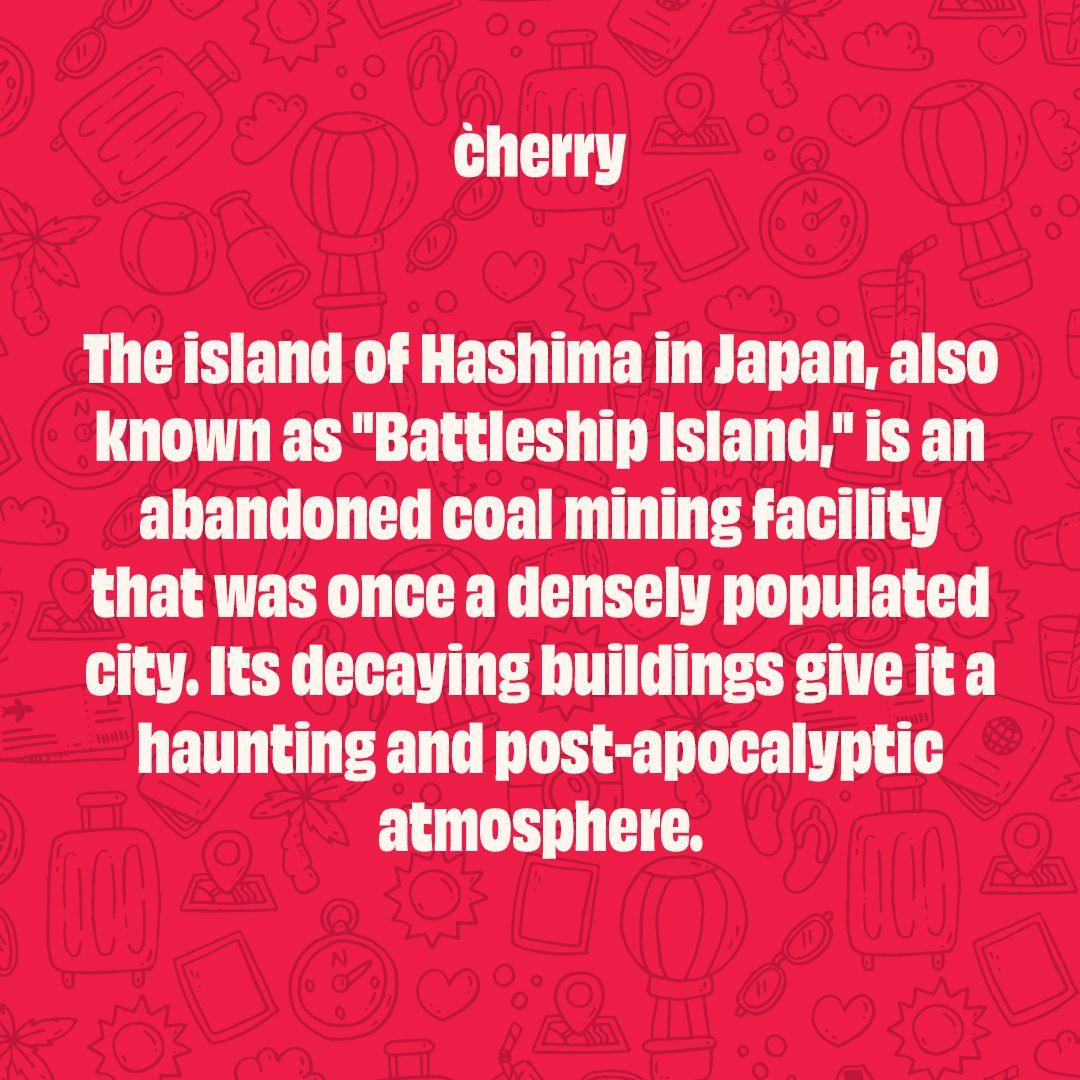 cherry
The island of Hashima in Japan, also
known as "Battleship Island," is an
abandoned coal mining facility
that was once a densely populated
city. Its decaying buildings give it a
haunting and post-apocalyptic
atmosphere.